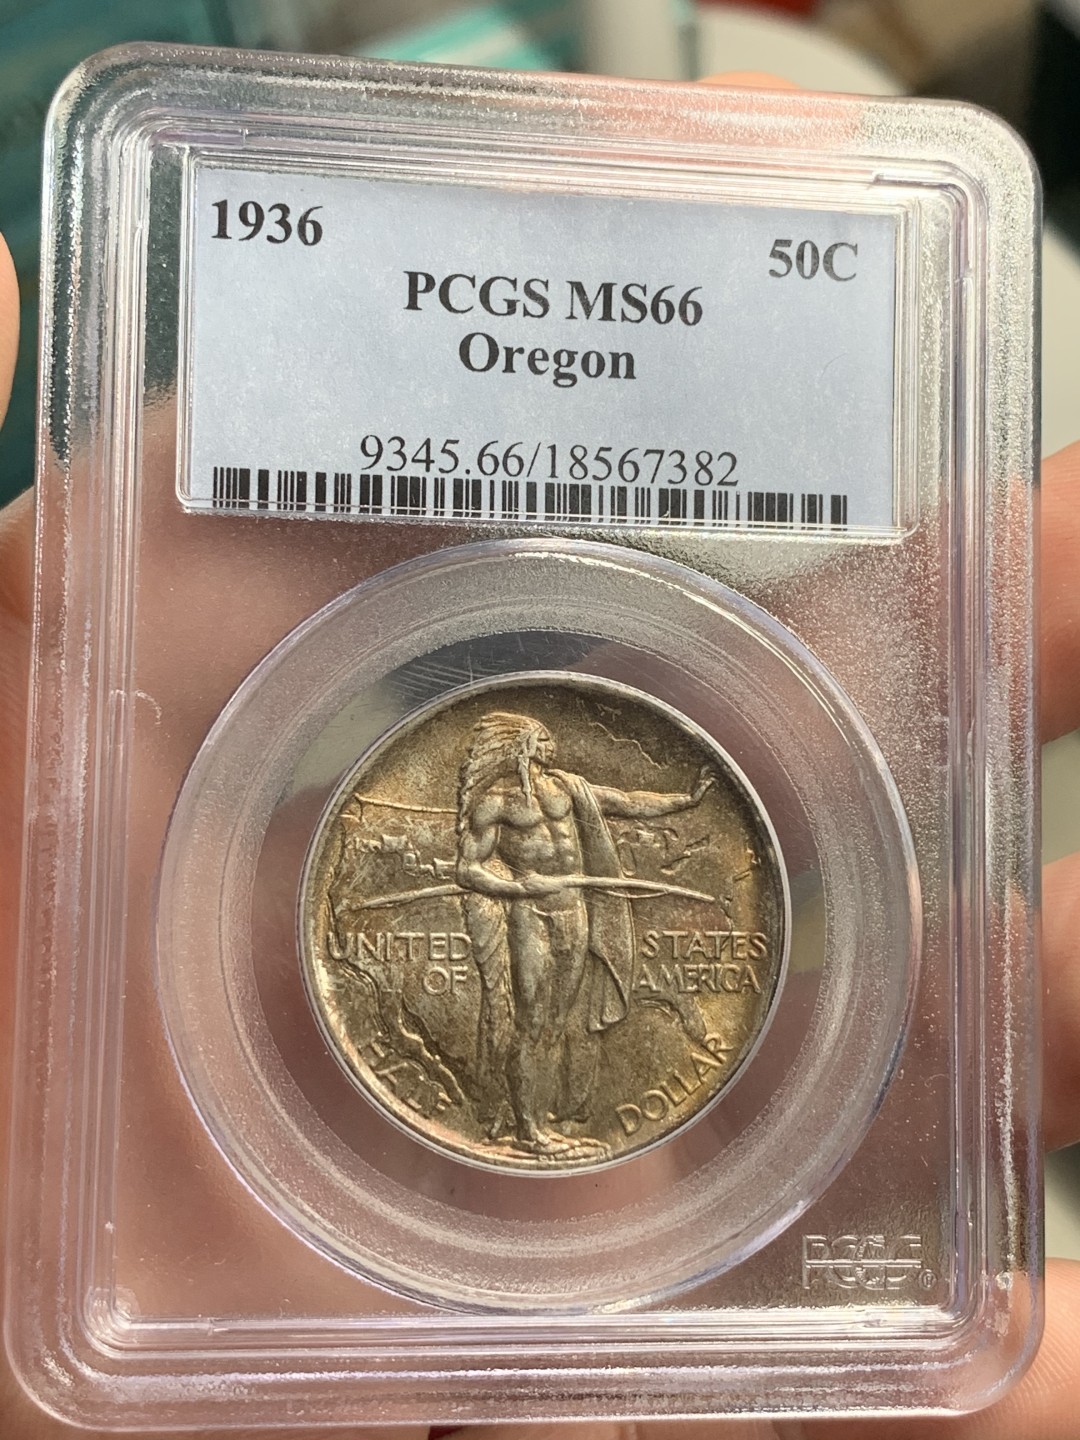 1936
50C
PCGS MS66
Oregon
9345.66/18567382
UNITED STATES
OF AMERICA
HALF DOLLAR
PCGS